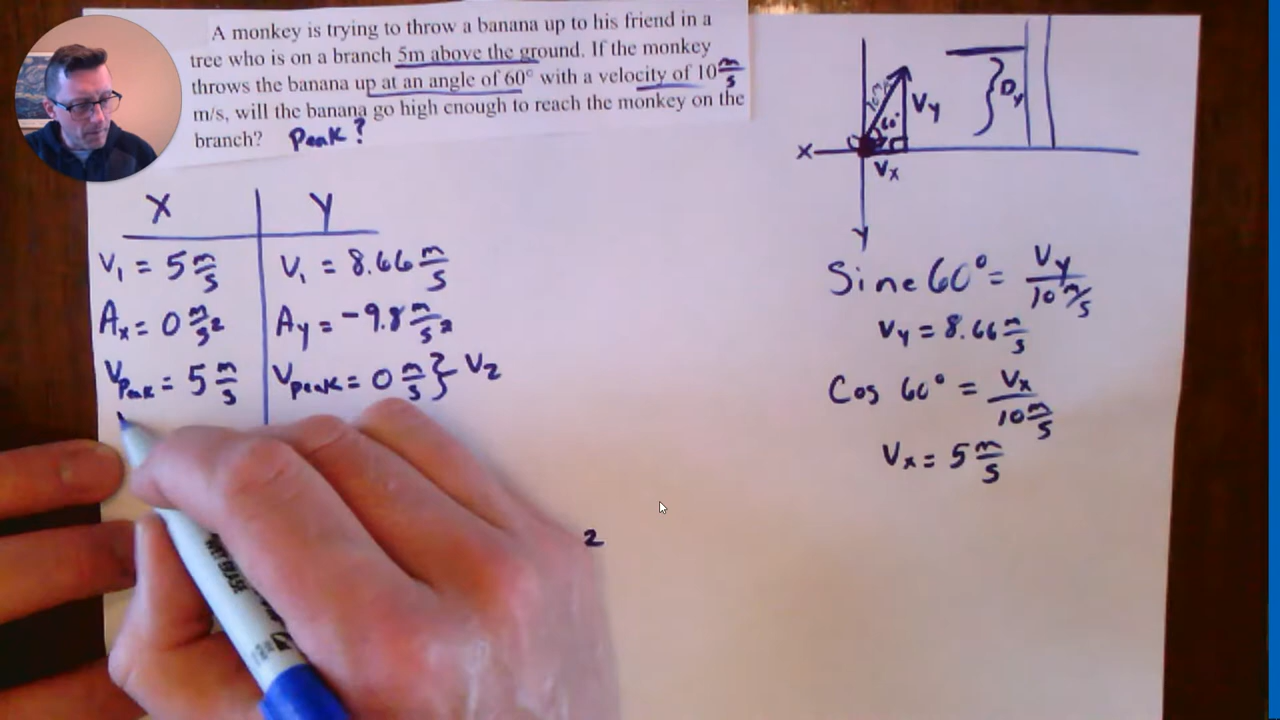 A monkey is trying to throw a banana up to his friend in a
tree who is on a branch 5m above the ground. If the monkey
throws the banana up at an angle of 60° with a velocity of 10 m/s
m/s, will the banana go high enough to reach the monkey on the
branch? Peak?
X Y
V₁ = 5 m/s V₁ = 8.66 m/s
Aₓ = 0 m/s² Ay = -9.8 m/s²
Vpeak = 5 m/s Vpeak = 0 m/s } V₂
2
10 m/s
60°
Vy
Dy
X
Vx
Y
Sine 60° = Vy / 10 m/s
Vy = 8.66 m/s
Cos 60° = Vx / 10 m/s
Vx = 5 m/s